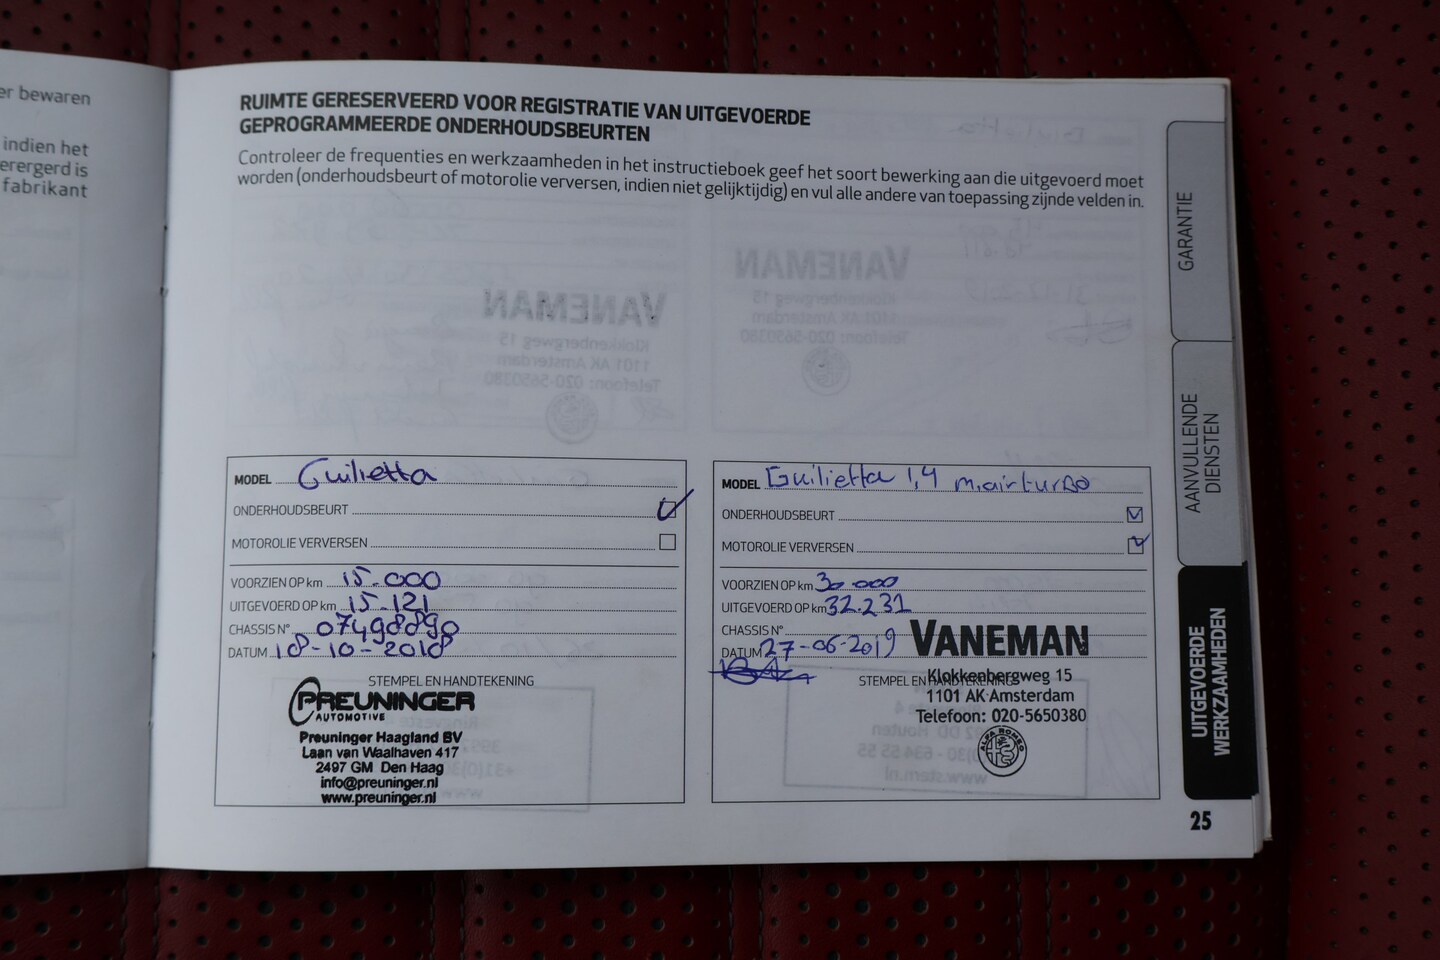 er bewaren
indien het
erergerd is
fabrikant
RUIMTE GERESERVEERD VOOR REGISTRATIE VAN UITGEVOERDE
GEPROGRAMMEERDE ONDERHOUDSBEURTEN
Controleer de frequenties en werkzaamheden in het instructieboek geef het soort bewerking aan die uitgevoerd moet
worden (onderhoudsbeurt of motorolie verversen, indien niet gelijktijdig) en vul alle andere van toepassing zijnde velden in.
MODEL Guilietta
ONDERHOUDSBEURT
MOTOROLIE VERVERSEN
VOORZIEN OP km 15.000
UITGEVOERD OP km 15.121
CHASSIS N° 07498890
DATUM 18-10-2018
STEMPEL EN HANDTEKENING
PREUNINGER
AUTOMOTIVE
Preuninger Haagland BV
Laan van Waalhaven 417
2497 GM Den Haag
info@preuninger.nl
www.preuninger.nl
MODEL Guilietta 1,4 m.airturbo
ONDERHOUDSBEURT
MOTOROLIE VERVERSEN
VOORZIEN OP km 30.000
UITGEVOERD OP km 32.231
CHASSIS N°
DATUM 27-06-2019
STEMPEL EN HANDTEKENING
VANEMAN
Klokkenbergweg 15
1101 AK Amsterdam
Telefoon: 020-5650380
ALFA ROMEO
GARANTIE
AANVULLENDE
DIENSTEN
UITGEVOERDE
WERKZAAMHEDEN
25